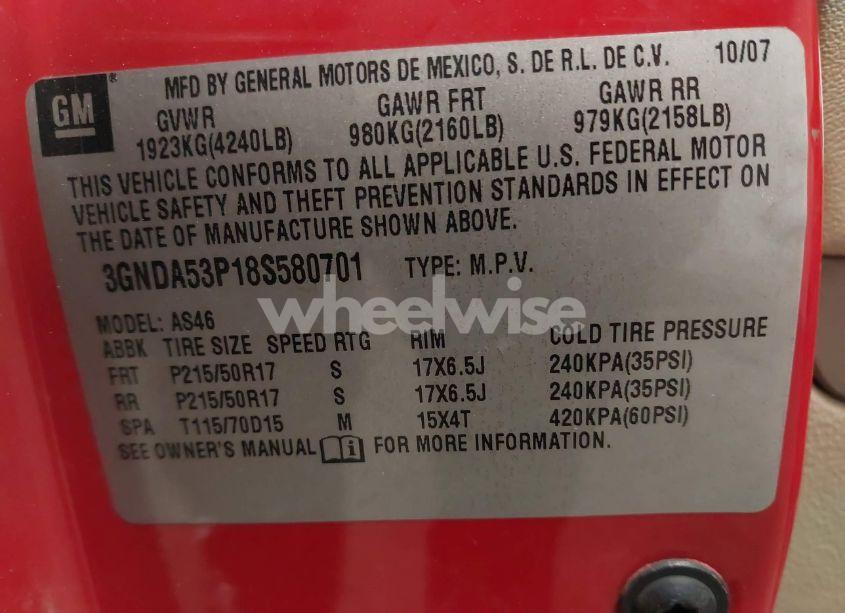 GM
MFD BY GENERAL MOTORS DE MEXICO, S. DE R.L. DE C.V. 10/07
GVWR GAWR FRT GAWR RR
1923KG(4240LB) 980KG(2160LB) 979KG(2158LB)
THIS VEHICLE CONFORMS TO ALL APPLICABLE U.S. FEDERAL MOTOR
VEHICLE SAFETY AND THEFT PREVENTION STANDARDS IN EFFECT ON
THE DATE OF MANUFACTURE SHOWN ABOVE.
3GNDA53P18S580701 TYPE: M.P.V.
wheelwise
MODEL: AS46
ABBK TIRE SIZE SPEED RTG RIM COLD TIRE PRESSURE
FRT P215/50R17 S 17X6.5J 240KPA(35PSI)
RR P215/50R17 S 17X6.5J 240KPA(35PSI)
SPA T115/70D15 M 15X4T 420KPA(60PSI)
SEE OWNER'S MANUAL i FOR MORE INFORMATION.